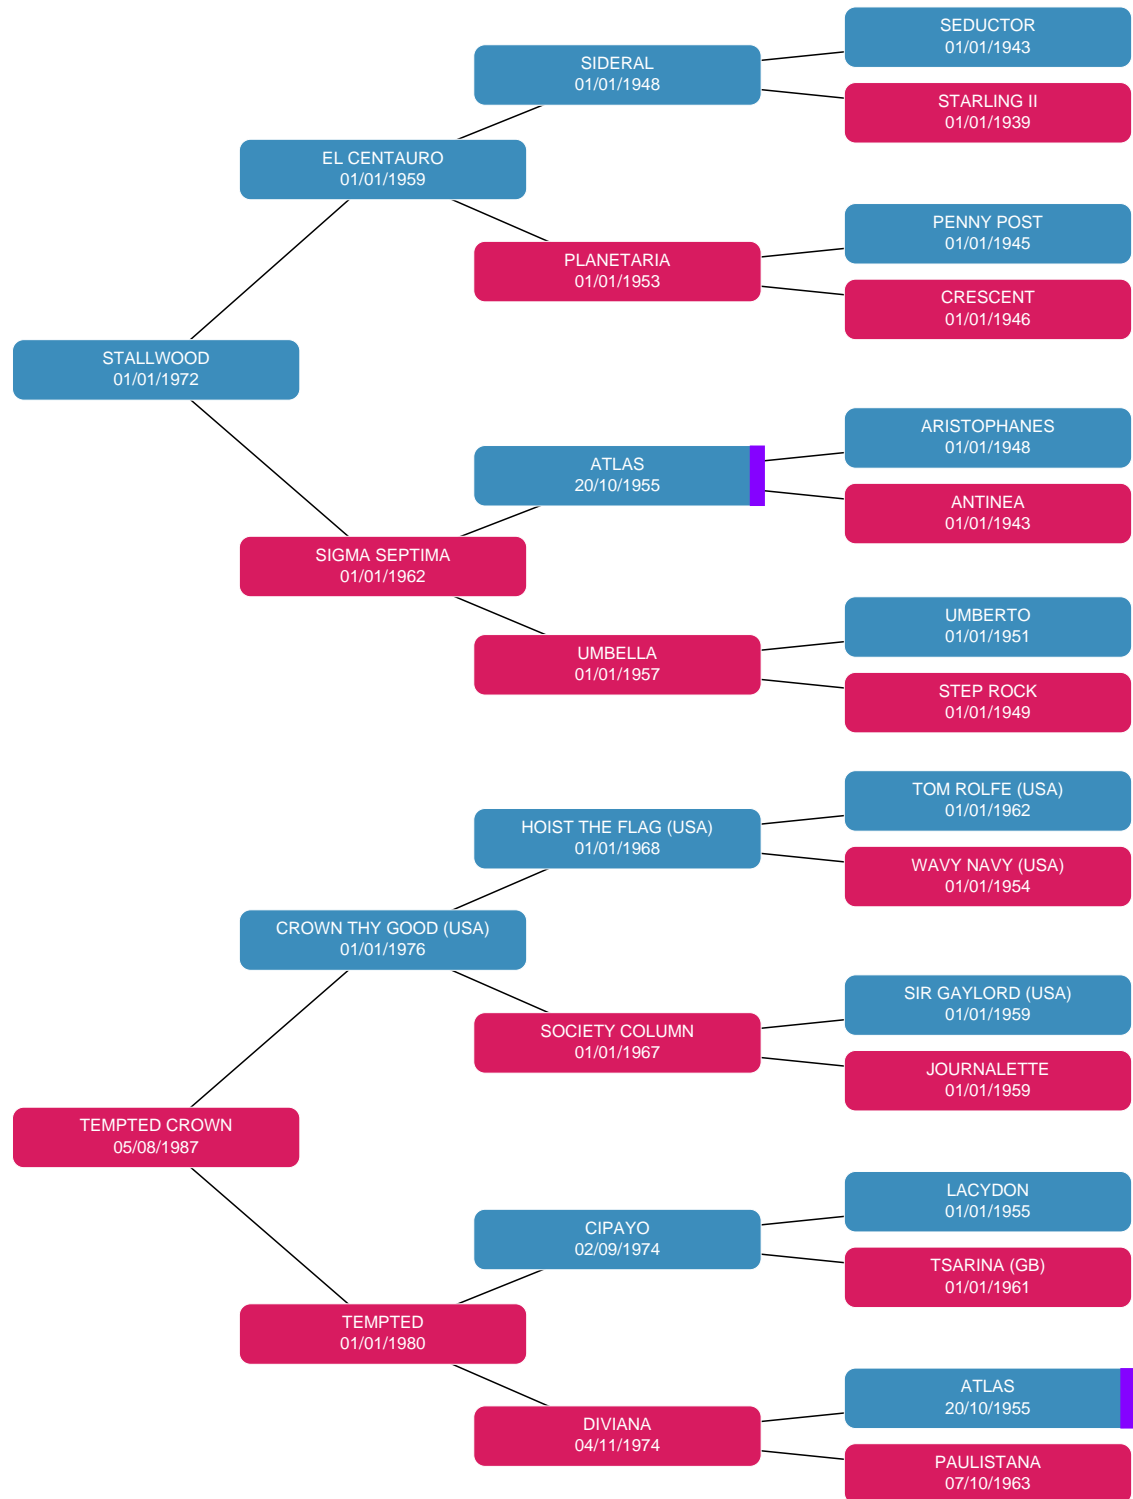 SEDUCTOR
01/01/1943
SIDERAL
01/01/1948
STARLING II
01/01/1939
EL CENTAURO
01/01/1959
PENNY POST
01/01/1945
PLANETARIA
01/01/1953
CRESCENT
01/01/1946
STALLWOOD
01/01/1972
ARISTOPHANES
01/01/1948
ATLAS
20/10/1955
ANTINEA
01/01/1943
SIGMA SEPTIMA
01/01/1962
UMBERTO
01/01/1951
UMBELLA
01/01/1957
STEP ROCK
01/01/1949
TOM ROLFE (USA)
01/01/1962
HOIST THE FLAG (USA)
01/01/1968
WAVY NAVY (USA)
01/01/1954
CROWN THY GOOD (USA)
01/01/1976
SIR GAYLORD (USA)
01/01/1959
SOCIETY COLUMN
01/01/1967
JOURNALETTE
01/01/1959
TEMPTED CROWN
05/08/1987
LACYDON
01/01/1955
CIPAYO
02/09/1974
TSARINA (GB)
01/01/1961
TEMPTED
01/01/1980
ATLAS
20/10/1955
DIVIANA
04/11/1974
PAULISTANA
07/10/1963